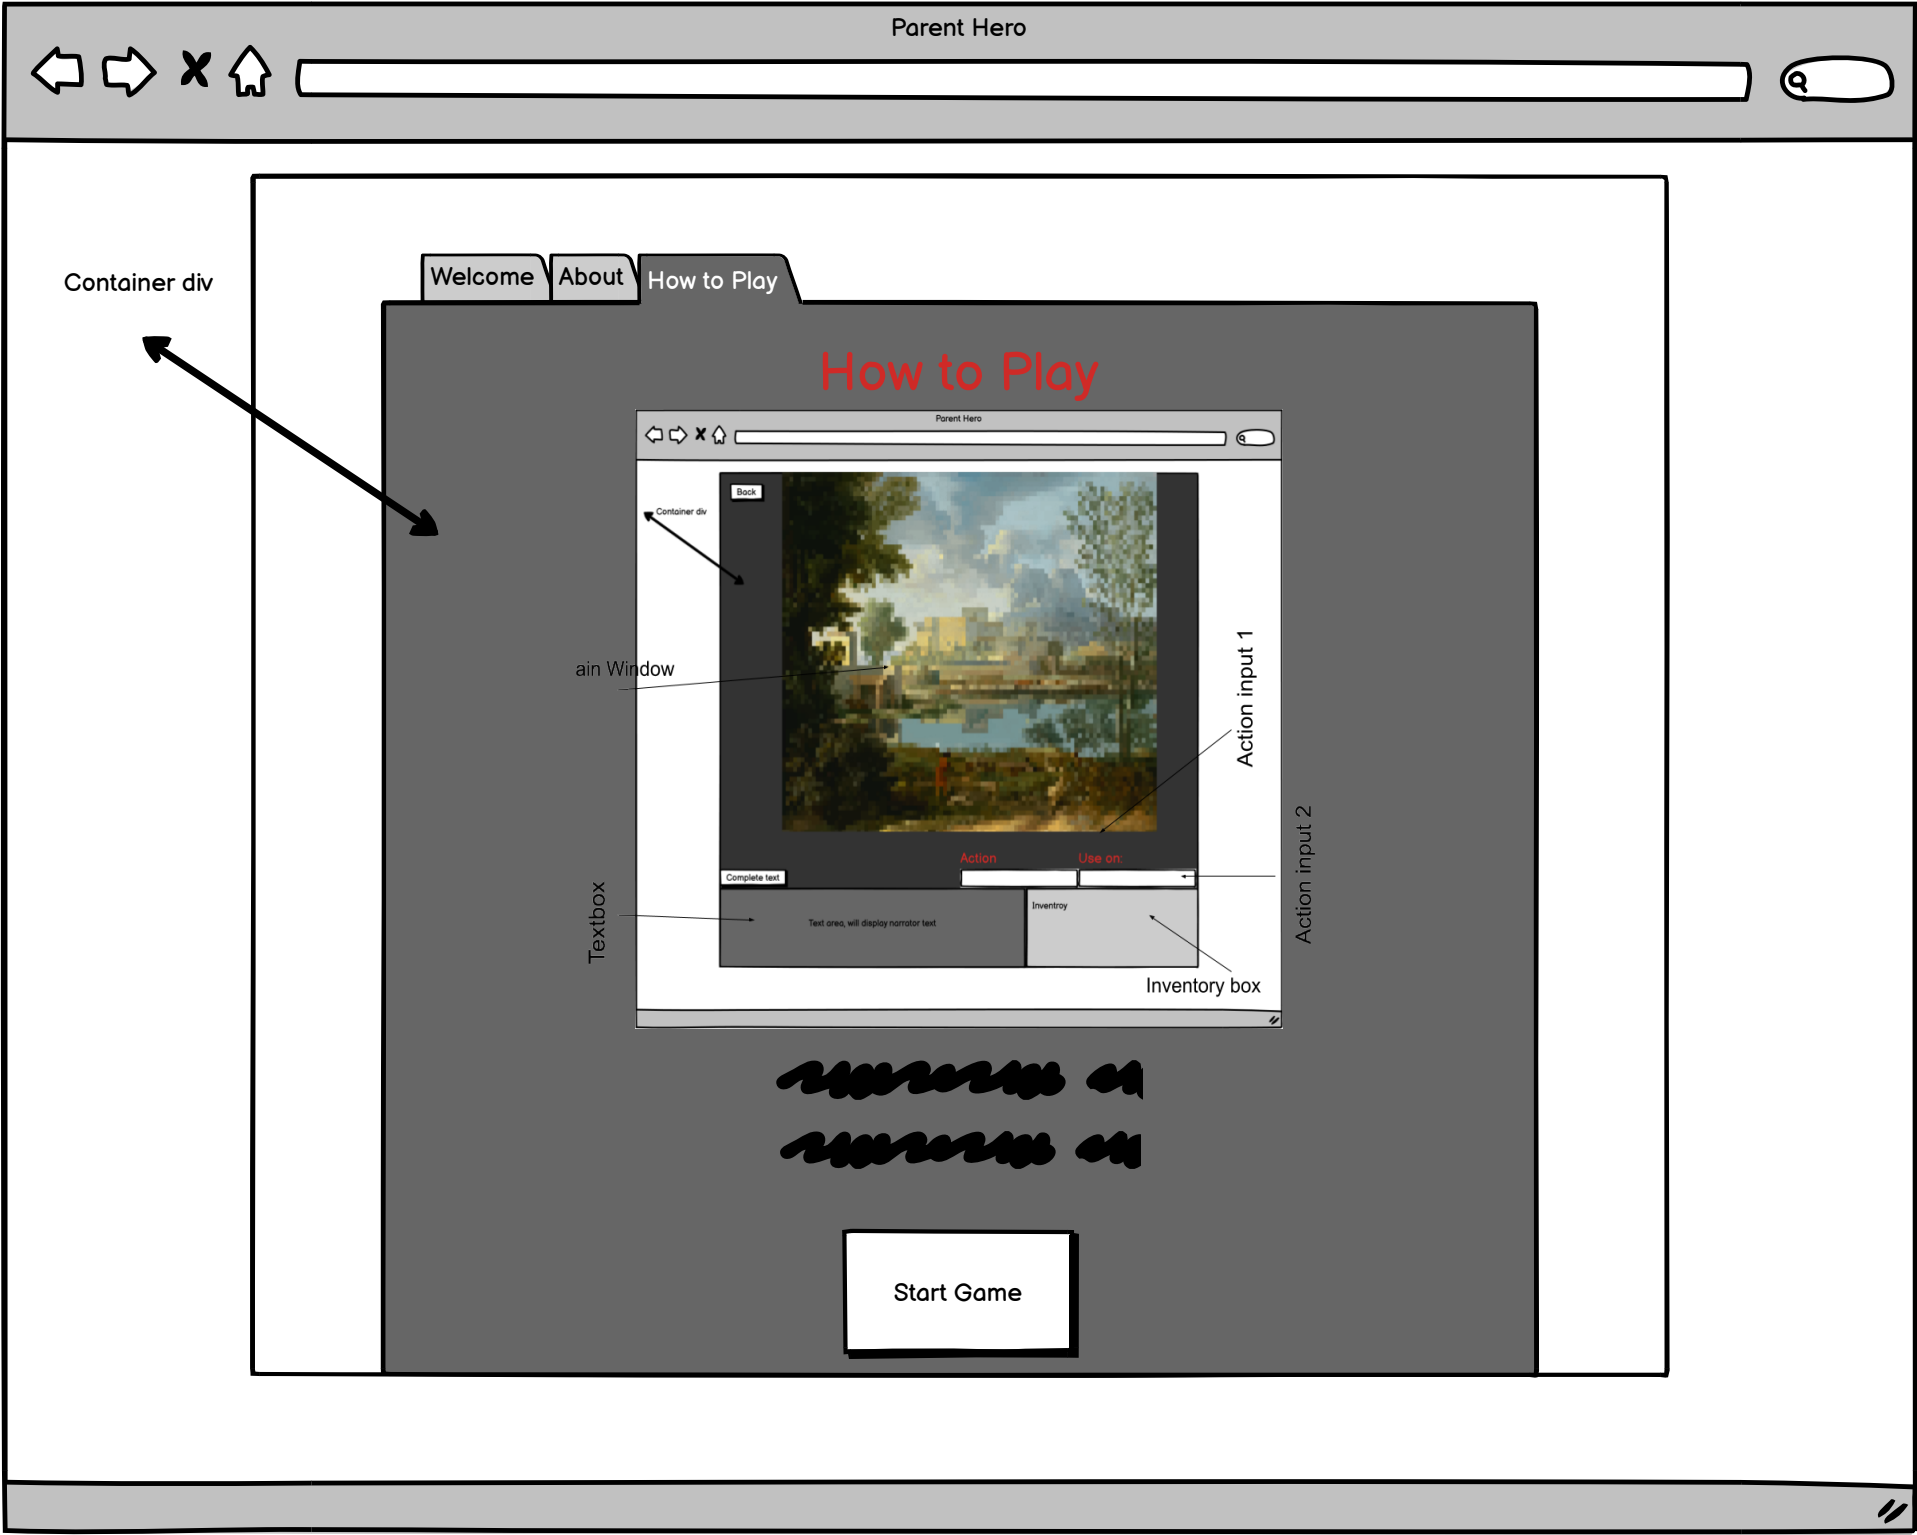 Parent Hero
Container div
Welcome
About
How to Play
How to Play
Parent Hero
Back
Container div
ain Window
Action input 1
Action
Use on:
Complete text
Action input 2
Textbox
Text area, will display narrator text
Inventroy
Inventory box
Start Game